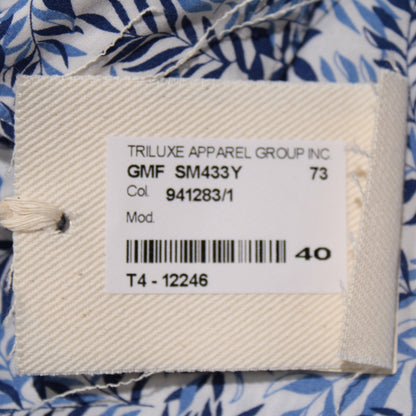 TRILUXE APPAREL GROUP INC
GMF SM433Y 73
Col. 941283/1
Mod.
40
T4 - 12246